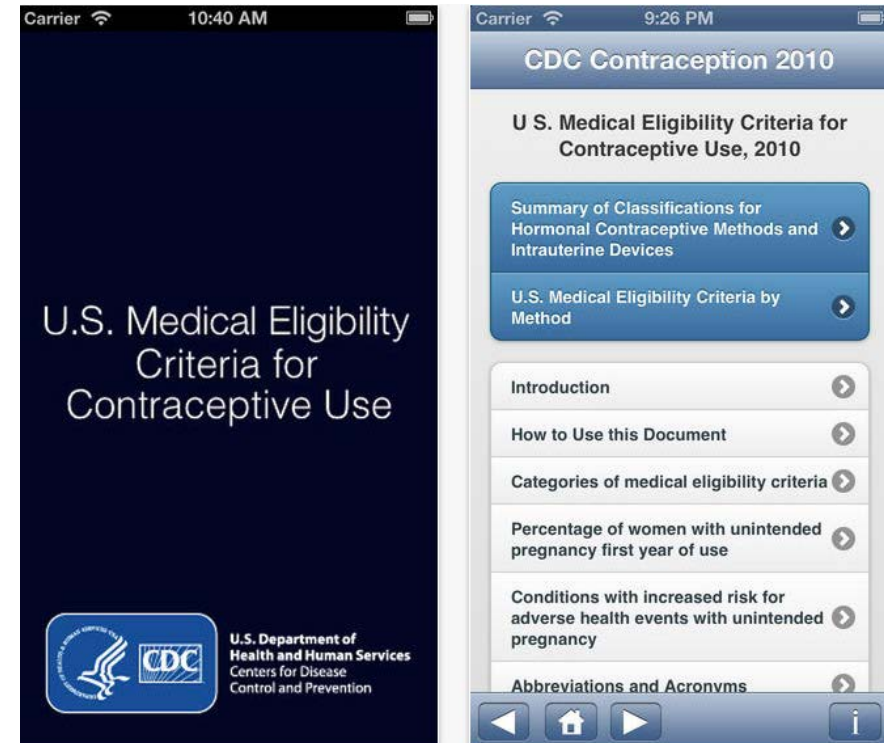 Carrier 10:40 AM
U.S. Medical Eligibility
Criteria for
Contraceptive Use
CDC
U.S. Department of
Health and Human Services
Centers for Disease
Control and Prevention
Carrier 9:26 PM
CDC Contraception 2010
U S. Medical Eligibility Criteria for
Contraceptive Use, 2010
Summary of Classifications for
Hormonal Contraceptive Methods and
Intrauterine Devices
U.S. Medical Eligibility Criteria by
Method
Introduction
How to Use this Document
Categories of medical eligibility criteria
Percentage of women with unintended
pregnancy first year of use
Conditions with increased risk for
adverse health events with unintended
pregnancy
Abbreviations and Acronyms
i